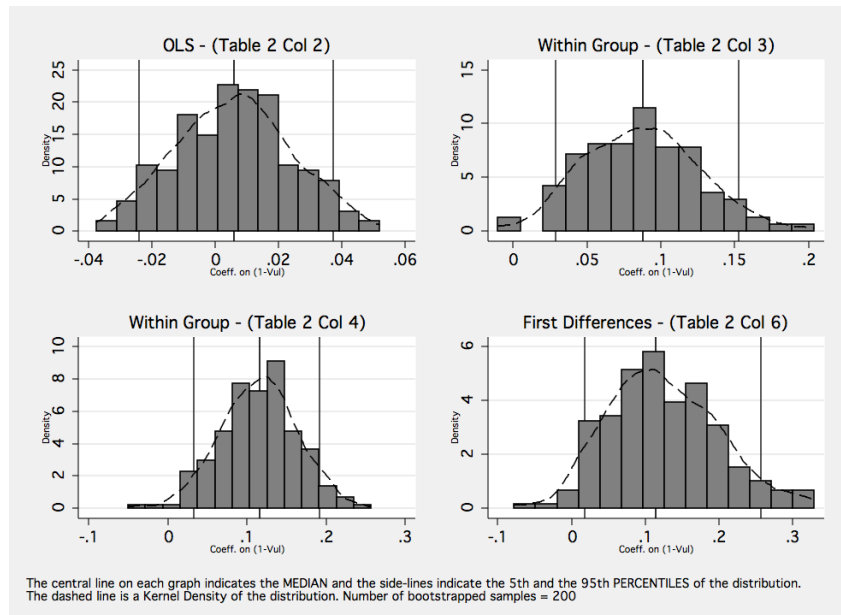 OLS - (Table 2 Col 2)
Density
25
20
15
10
5
0
-.04 -.02 0 .02 .04 .06
Coeff. on (1-Vul)
Within Group - (Table 2 Col 3)
Density
15
10
5
0
0 .05 .1 .15 .2
Coeff. on (1-Vul)
Within Group - (Table 2 Col 4)
Density
10
8
6
4
2
0
-.1 0 .1 .2 .3
Coeff. on (1-Vul)
First Differences - (Table 2 Col 6)
Density
6
4
2
0
-.1 0 .1 .2 .3
Coeff. on (1-Vul)
The central line on each graph indicates the MEDIAN and the side-lines indicate the 5th and the 95th PERCENTILES of the distribution.
The dashed line is a Kernel Density of the distribution. Number of bootstrapped samples = 200